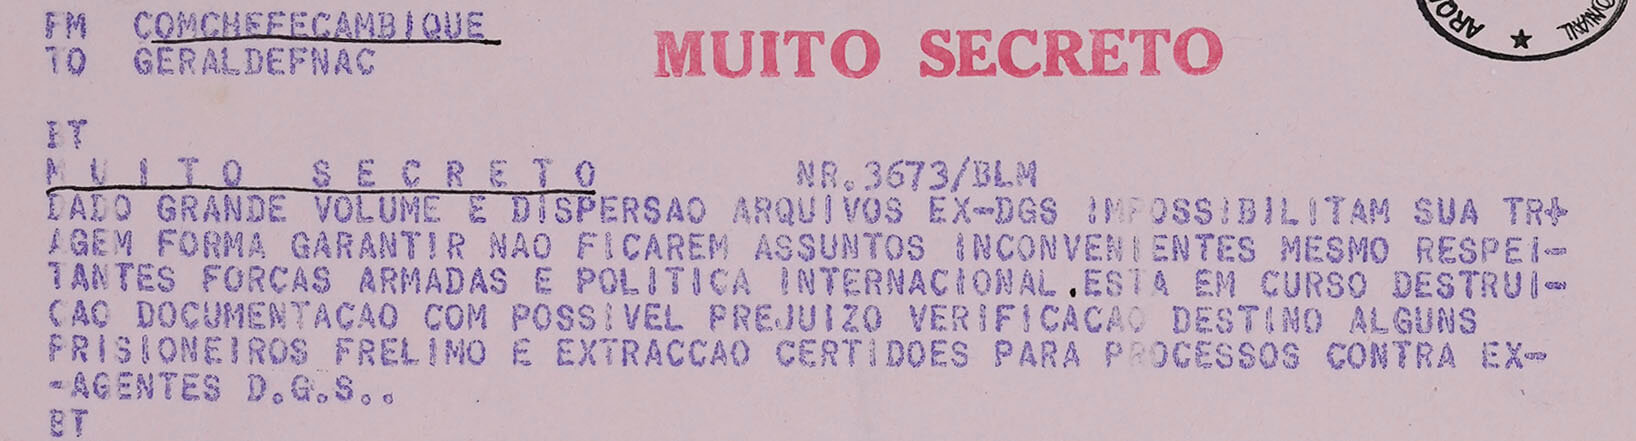 FM COMCHEFECAMBIQUE
TO GERALDEFNAC
MUITO SECRETO
BT
M U I T O S E C R E T O NR.3673/BLM
DADO GRANDE VOLUME E DISPERSAO ARQUIVOS EX-DGS IMPOSSIBILITAM SUA TRI-
AGEM FORMA GARANTIR NAO FICAREM ASSUNTOS INCONVENIENTES MESMO RESPEI-
TANTES FORCAS ARMADAS E POLITICA INTERNACIONAL.ESTA EM CURSO DESTRUI-
CAO DOCUMENTACAO COM POSSIVEL PREJUIZO VERIFICACAO DESTINO ALGUNS
PRISIONEIROS FRELIMO E EXTRACCAO CERTIDOES PARA PROCESSOS CONTRA EX-
-AGENTES D.G.S..
BT